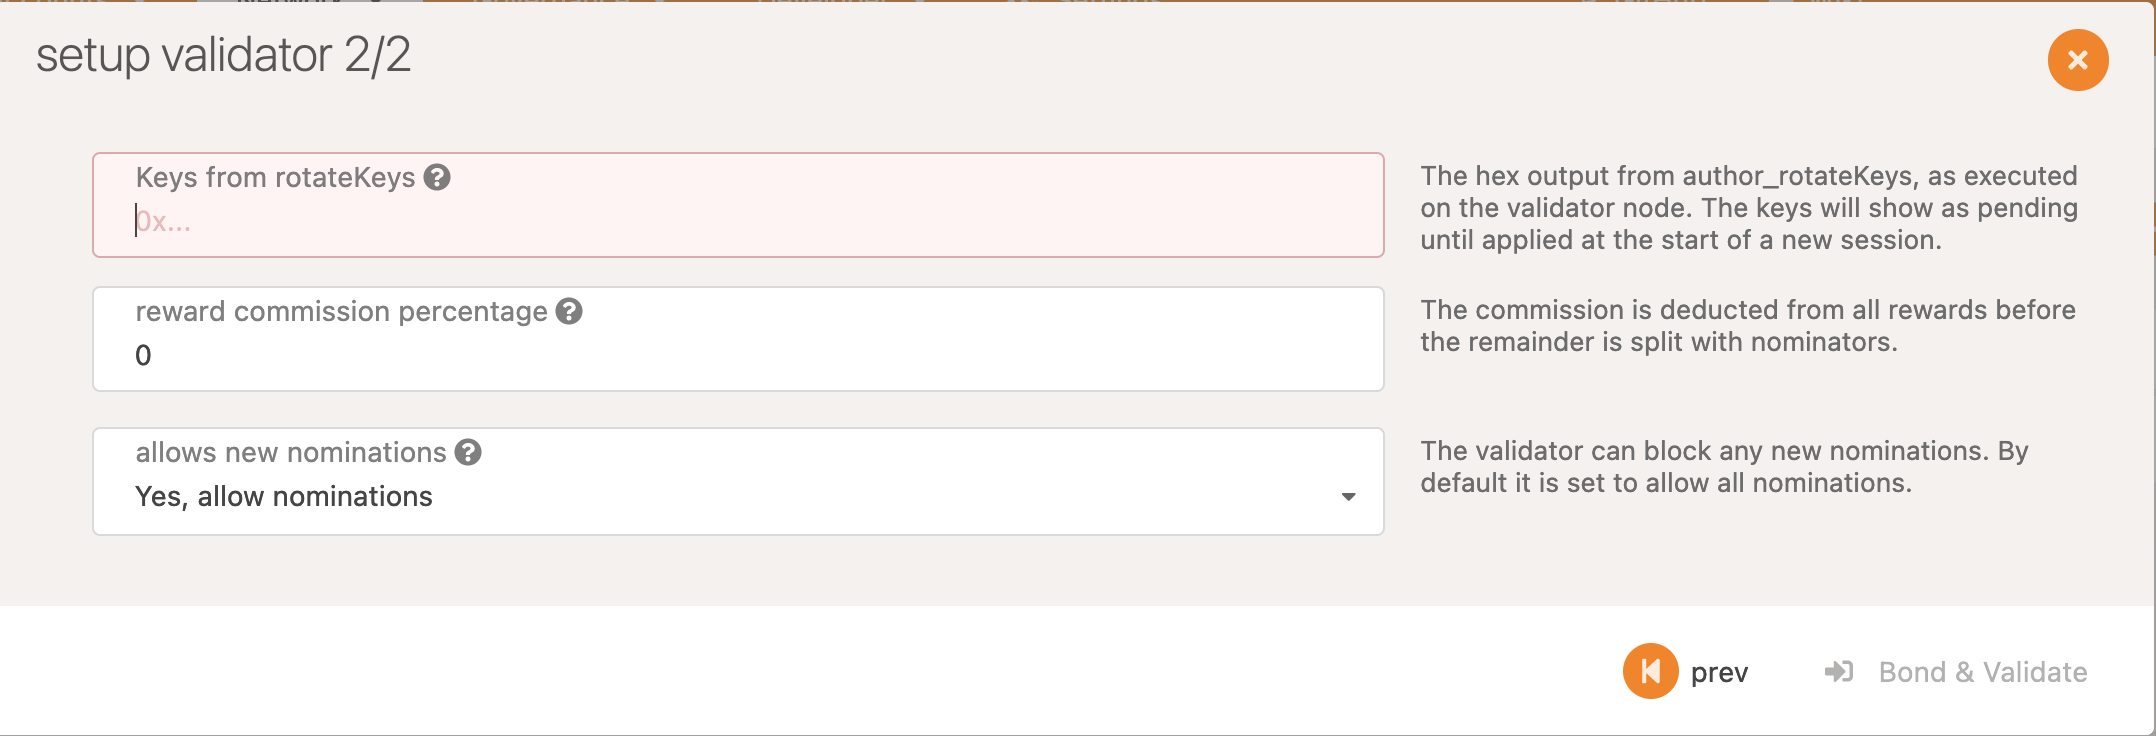 setup validator 2/2
Keys from rotateKeys
0x...
The hex output from author_rotateKeys, as executed
on the validator node. The keys will show as pending
until applied at the start of a new session.
reward commission percentage
0
The commission is deducted from all rewards before
the remainder is split with nominators.
allows new nominations
Yes, allow nominations
The validator can block any new nominations. By
default it is set to allow all nominations.
prev
Bond & Validate